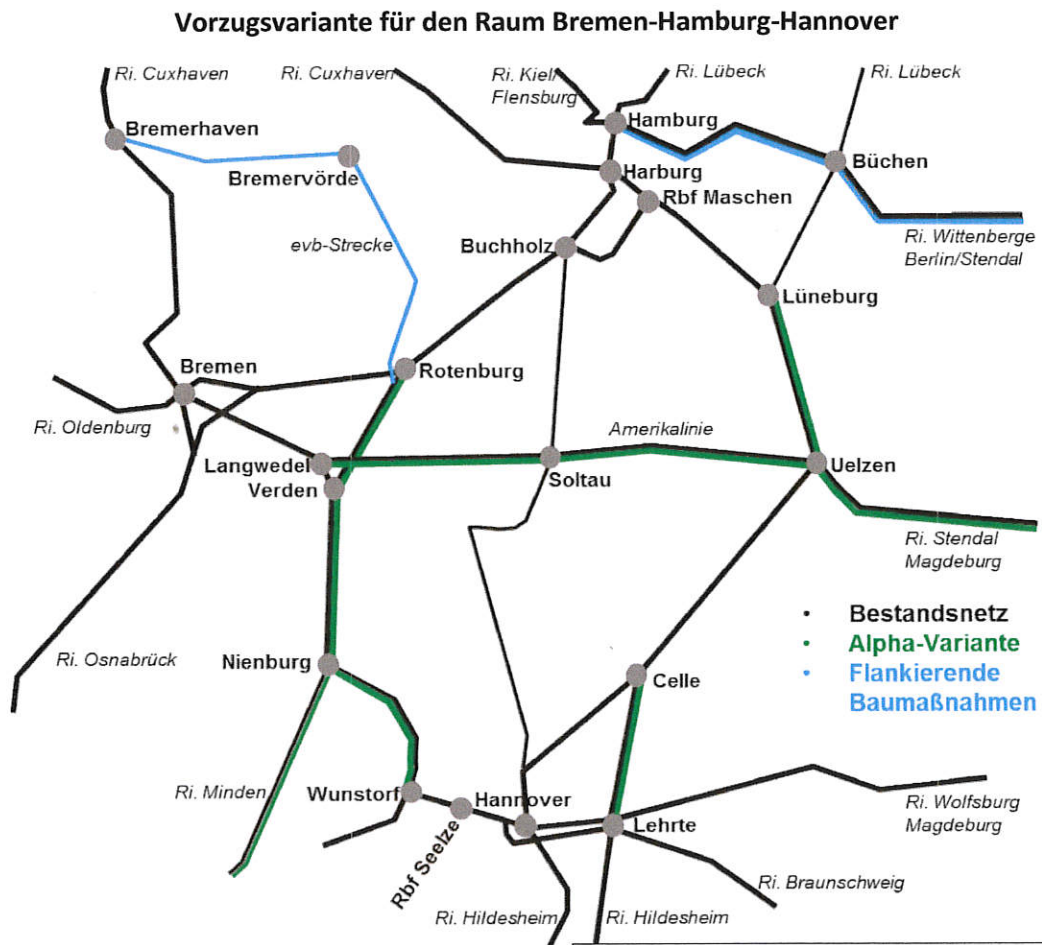 Vorzugsvariante für den Raum Bremen-Hamburg-Hannover
Ri. Cuxhaven
Ri. Cuxhaven
Ri. Kiel/
Flensburg
Ri. Lübeck
Ri. Lübeck
Bremerhaven
Hamburg
Bremervörde
Harburg
Büchen
Rbf Maschen
evb-Strecke
Buchholz
Ri. Wittenberge
Berlin/Stendal
Lüneburg
Bremen
Rotenburg
Ri. Oldenburg
Amerikalinie
Langwedel
Soltau
Uelzen
Verden
Ri. Stendal
Magdeburg
• Bestandsnetz
• Alpha-Variante
• Flankierende
Baumaßnahmen
Ri. Osnabrück
Nienburg
Celle
Ri. Minden
Wunstorf
Hannover
Rbf Seelze
Lehrte
Ri. Wolfsburg
Magdeburg
Ri. Braunschweig
Ri. Hildesheim
Ri. Hildesheim